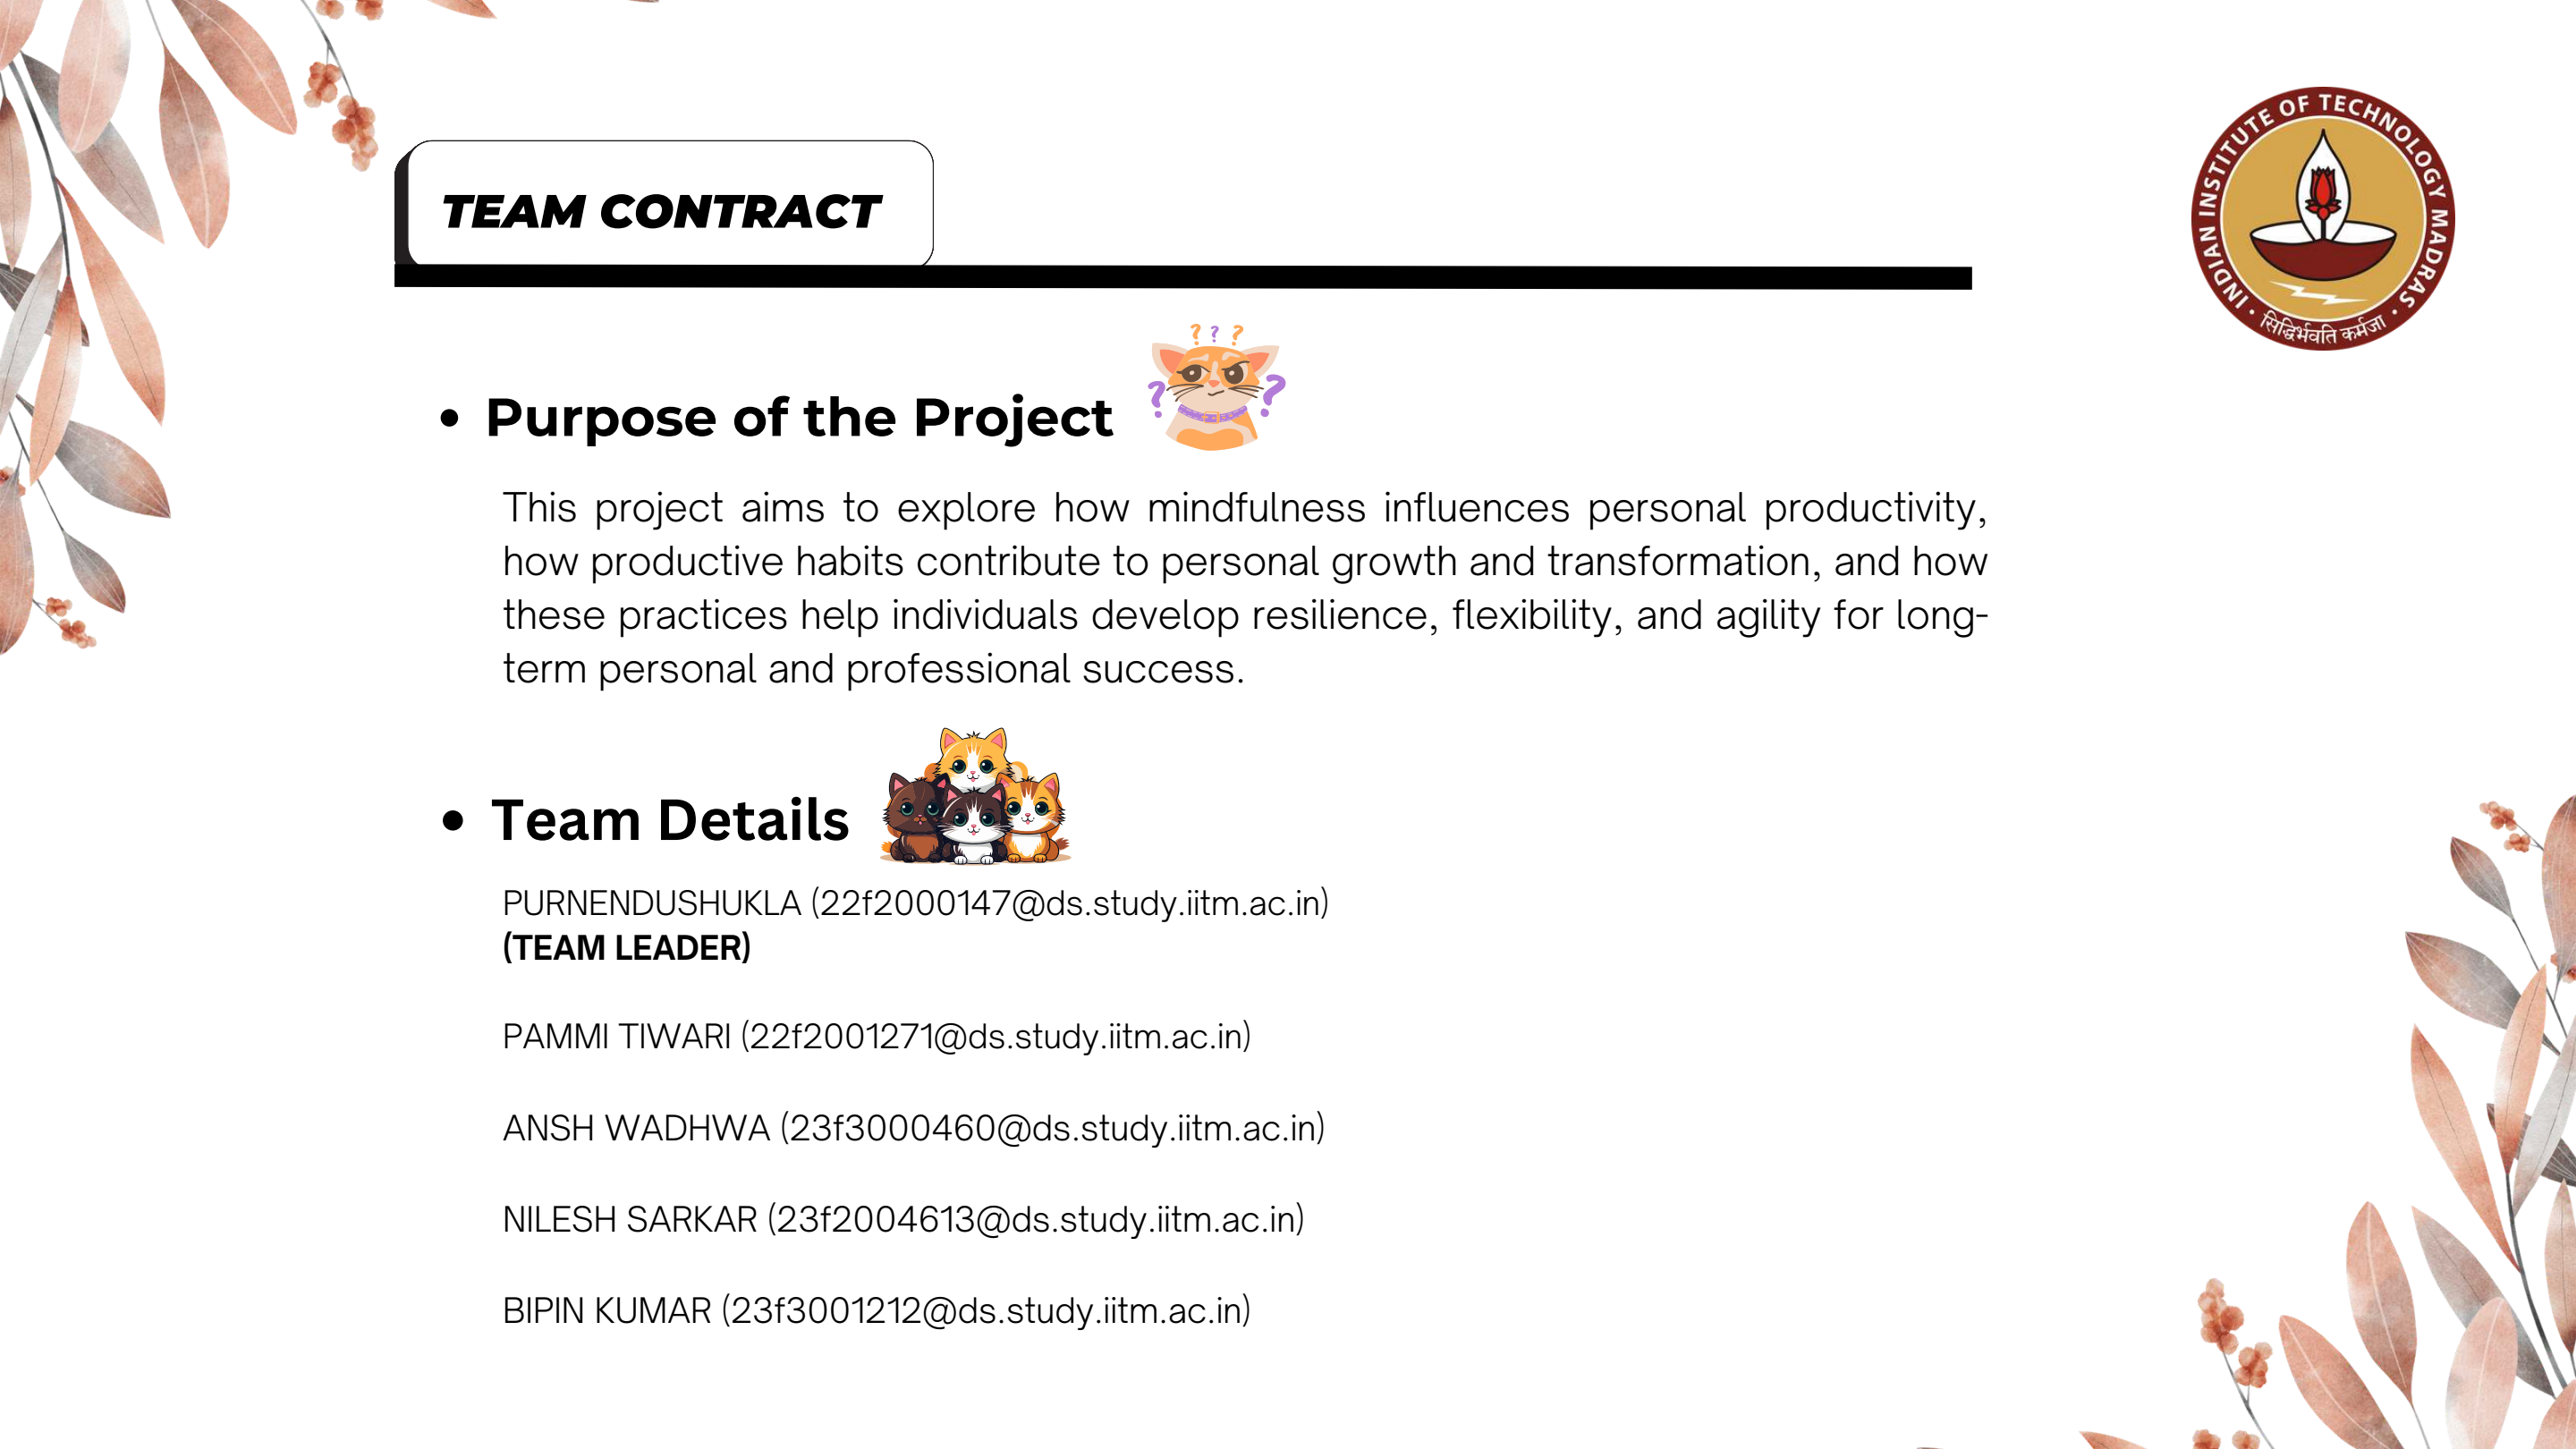 INDIAN INSTITUTE OF TECHNOLOGY MADRAS
सिद्धिर्भवति कर्मजा
TEAM CONTRACT
? ? ?
? ?
• Purpose of the Project
This project aims to explore how mindfulness influences personal productivity,
how productive habits contribute to personal growth and transformation, and how
these practices help individuals develop resilience, flexibility, and agility for long-
term personal and professional success.
• Team Details
PURNENDUSHUKLA (22f2000147@ds.study.iitm.ac.in)
(TEAM LEADER)
PAMMI TIWARI (22f2001271@ds.study.iitm.ac.in)
ANSH WADHWA (23f3000460@ds.study.iitm.ac.in)
NILESH SARKAR (23f2004613@ds.study.iitm.ac.in)
BIPIN KUMAR (23f3001212@ds.study.iitm.ac.in)